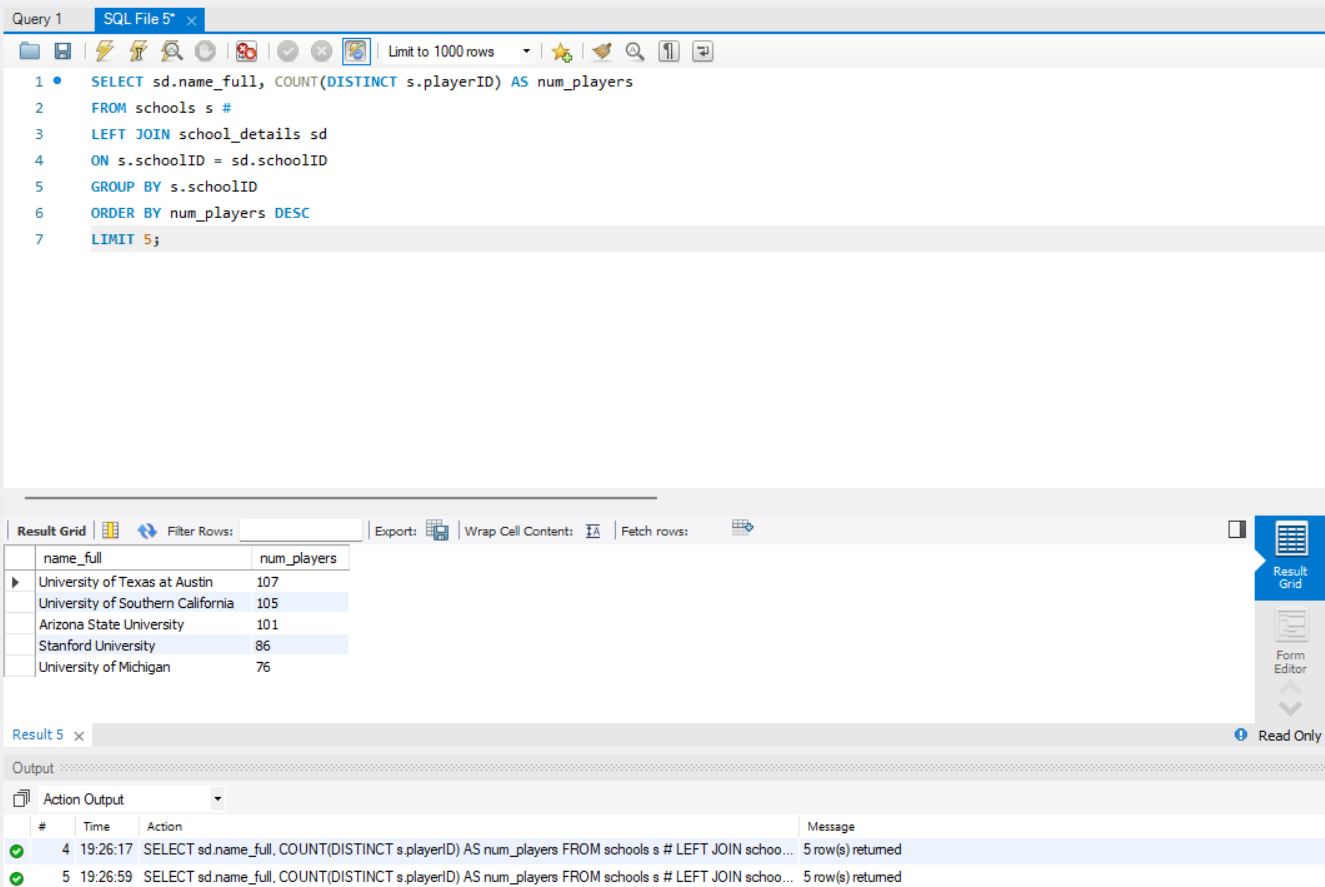 Query 1 SQL File 5* ×
Limit to 1000 rows
1 SELECT sd.name_full, COUNT(DISTINCT s.playerID) AS num_players
2 FROM schools s #
3 LEFT JOIN school_details sd
4 ON s.schoolID = sd.schoolID
5 GROUP BY s.schoolID
6 ORDER BY num_players DESC
7 LIMIT 5;
Result Grid Filter Rows: Export: Wrap Cell Content: Fetch rows:
name_full num_players
University of Texas at Austin 107
University of Southern California 105
Arizona State University 101
Stanford University 86
University of Michigan 76
Result
Grid
Form
Editor
Result 5 × Read Only
Output
Action Output
# Time Action Message
4 19:26:17 SELECT sd.name_full, COUNT(DISTINCT s.playerID) AS num_players FROM schools s # LEFT JOIN schoo... 5 row(s) returned
5 19:26:59 SELECT sd.name_full, COUNT(DISTINCT s.playerID) AS num_players FROM schools s # LEFT JOIN schoo... 5 row(s) returned